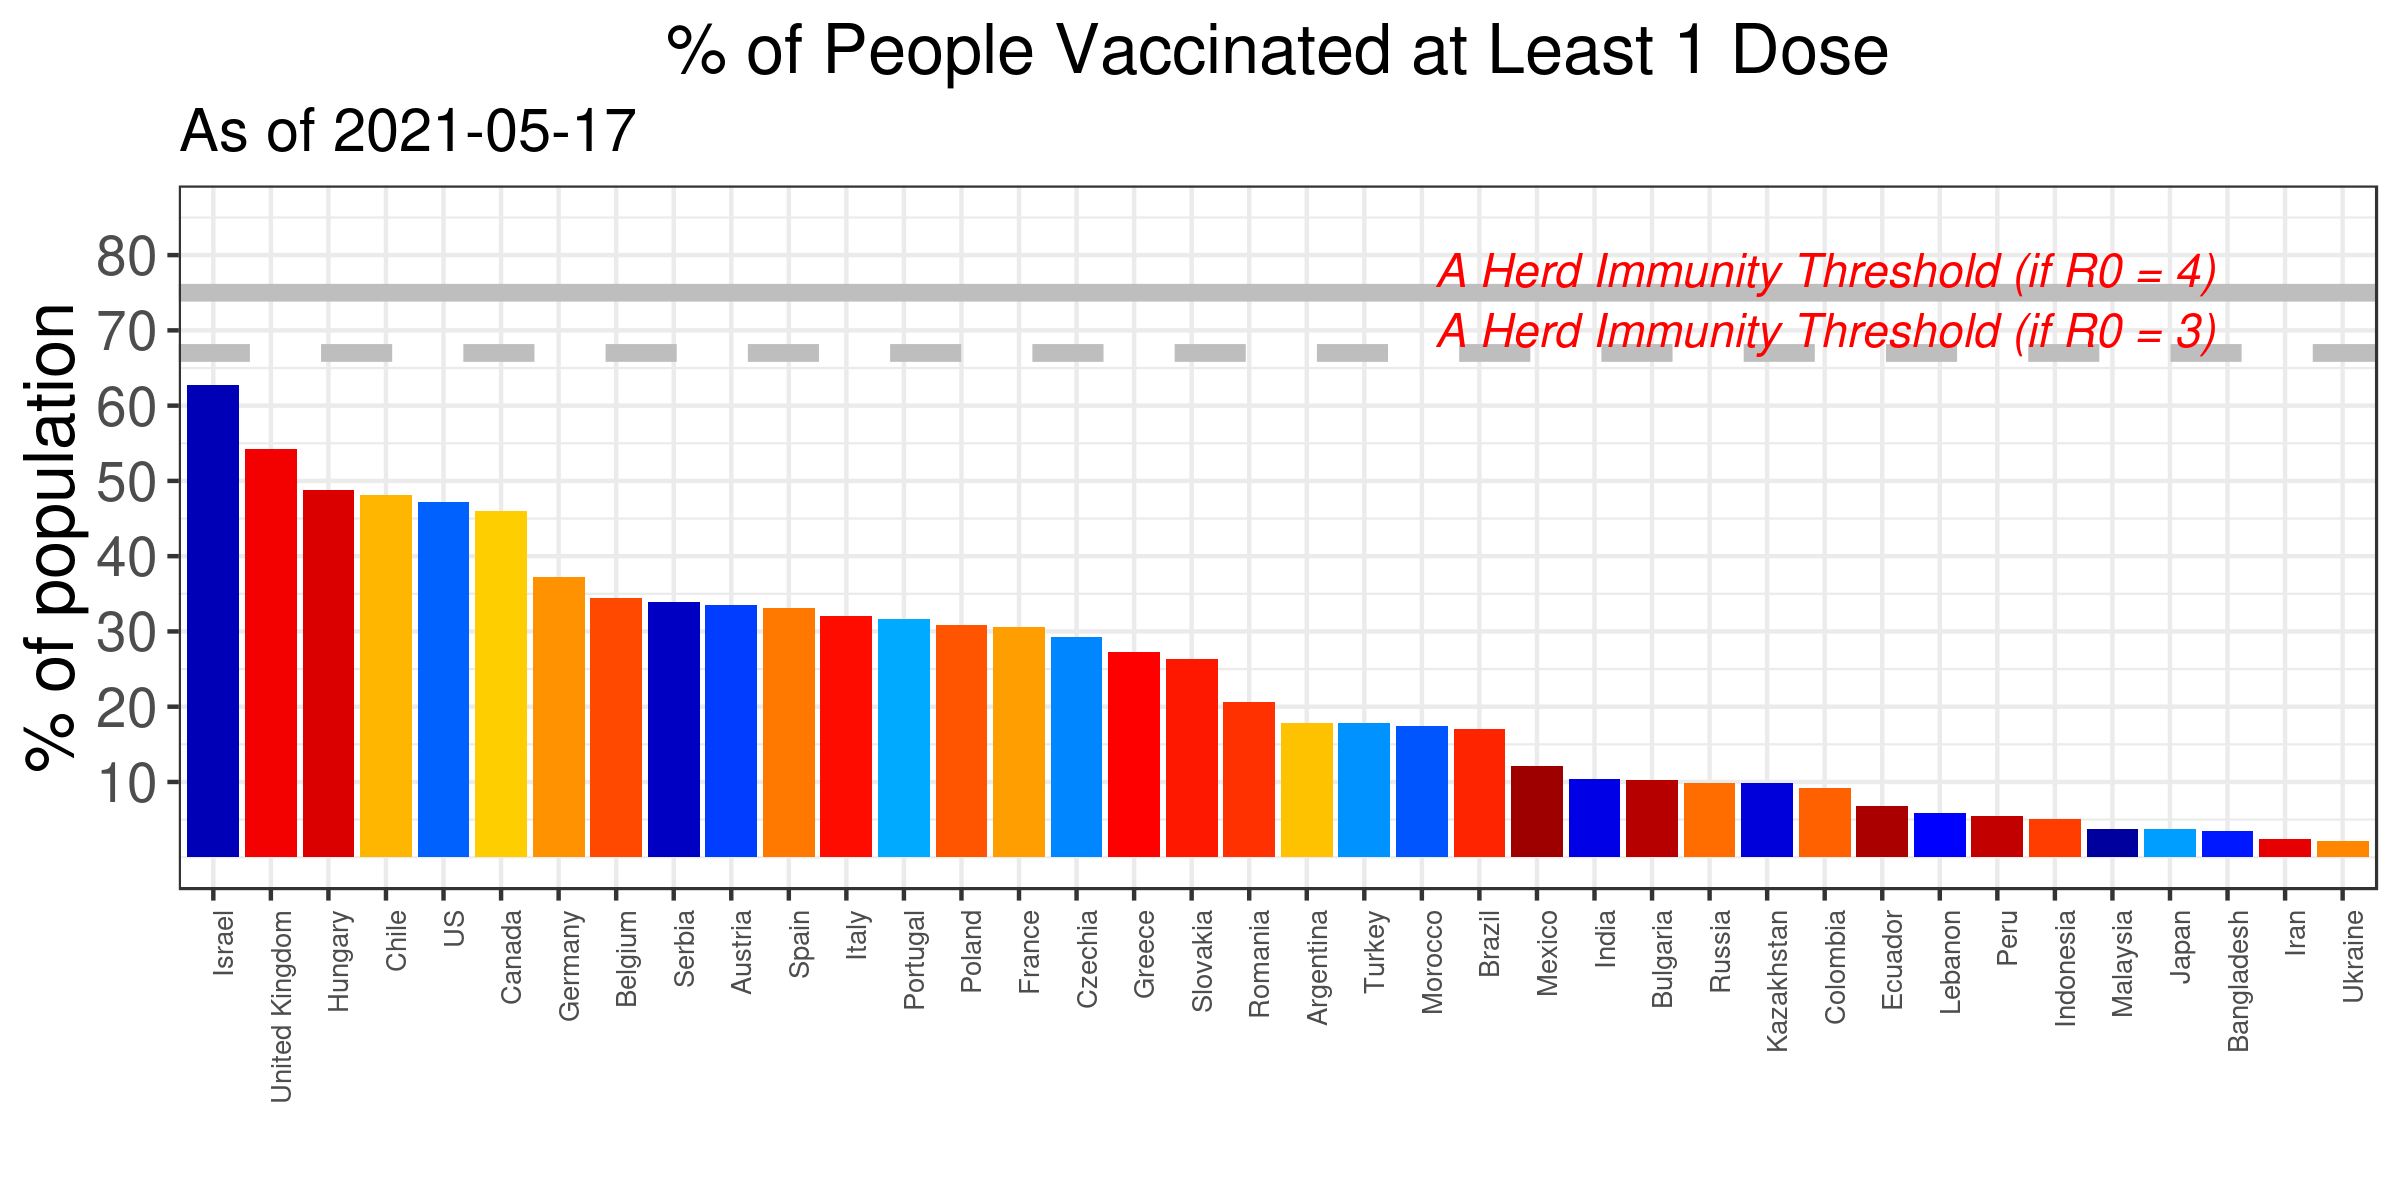 % of People Vaccinated at Least 1 Dose
As of 2021-05-17
% of population
80
70
60
50
40
30
20
10
A Herd Immunity Threshold (if R0 = 4)
A Herd Immunity Threshold (if R0 = 3)
Israel
United Kingdom
Hungary
Chile
US
Canada
Germany
Belgium
Serbia
Austria
Spain
Italy
Portugal
Poland
France
Czechia
Greece
Slovakia
Romania
Argentina
Turkey
Morocco
Brazil
Mexico
India
Bulgaria
Russia
Kazakhstan
Colombia
Ecuador
Lebanon
Peru
Indonesia
Malaysia
Japan
Bangladesh
Iran
Ukraine